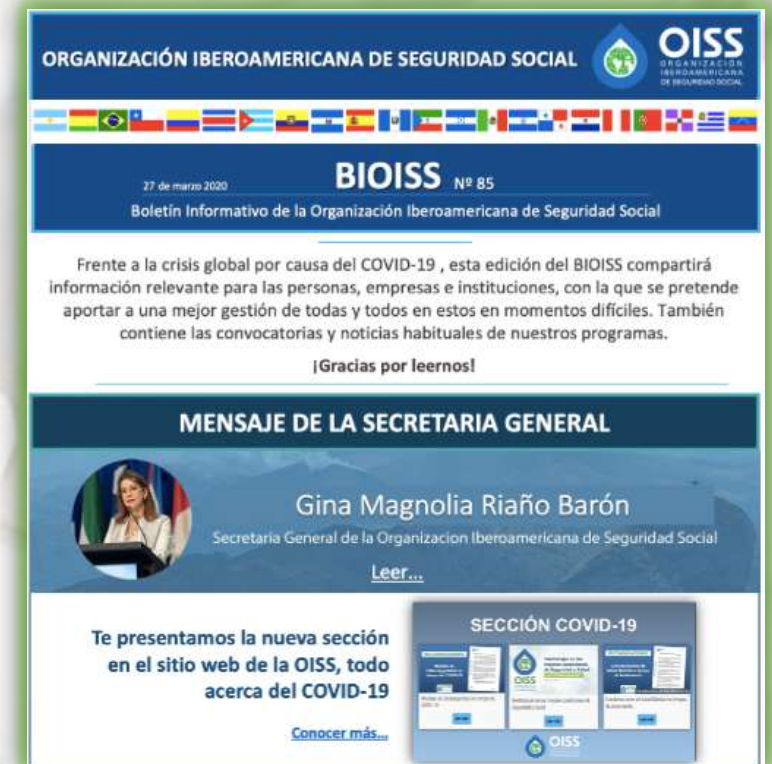 ORGANIZACIÓN IBEROAMERICANA DE SEGURIDAD SOCIAL
OISS
ORGANIZACIÓN
IBEROAMERICANA
DE SEGURIDAD SOCIAL
27 de marzo 2020
BIOISS Nº 85
Boletín Informativo de la Organización Iberoamericana de Seguridad Social
Frente a la crisis global por causa del COVID-19 , esta edición del BIOISS compartirá
información relevante para las personas, empresas e instituciones, con la que se pretende
aportar a una mejor gestión de todas y todos en estos en momentos difíciles. También
contiene las convocatorias y noticias habituales de nuestros programas.
¡Gracias por leernos!
MENSAJE DE LA SECRETARIA GENERAL
Gina Magnolia Riaño Barón
Secretaria General de la Organizacion Iberoamericana de Seguridad Social
Leer...
Te presentamos la nueva sección
en el sitio web de la OISS, todo
acerca del COVID-19
Conocer más...
SECCIÓN COVID-19
OISS
OISS